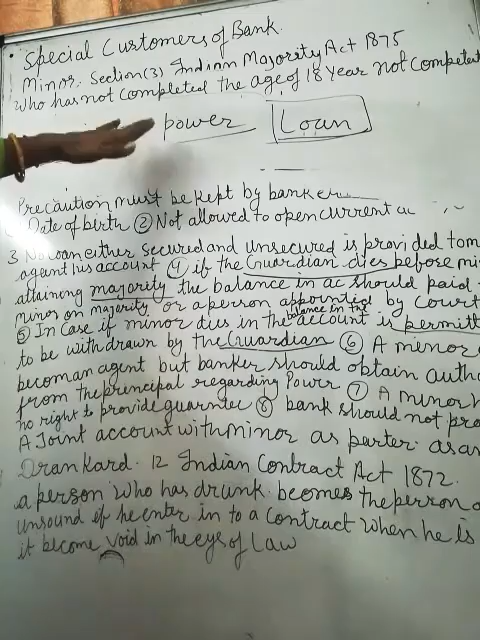 • Special Customers of Bank.
Minor: Section(3) Indian Majority Act 1875
Who has not completed the age of 18 Year not Competent
power Loan
Precaution must be kept by banker
Date of birth ② Not allowed to open current ac
3 No loan either secured and unsecured is provided to m
against his account ④ if the Guardian dies before mi
attaining majority the balance in ac should paid
minor on majority or a person appointed by Court
⑤ In Case if minor dies in the balance in the account is permitt
to be withdrawn by the Guardian ⑥ A minor
becom an agent but banker should obtain auth
from the principal regarding Power ⑦ A minor h
no right to provide guarntee ⑧ bank should not pro
A Joint account with minor as parter. as an
Drankard. 12 Indian Contract Act 1872.
a person Who has drunk becomes the person o
unsound if he enter in to a Contract when he is
it become void in the eyes of Law